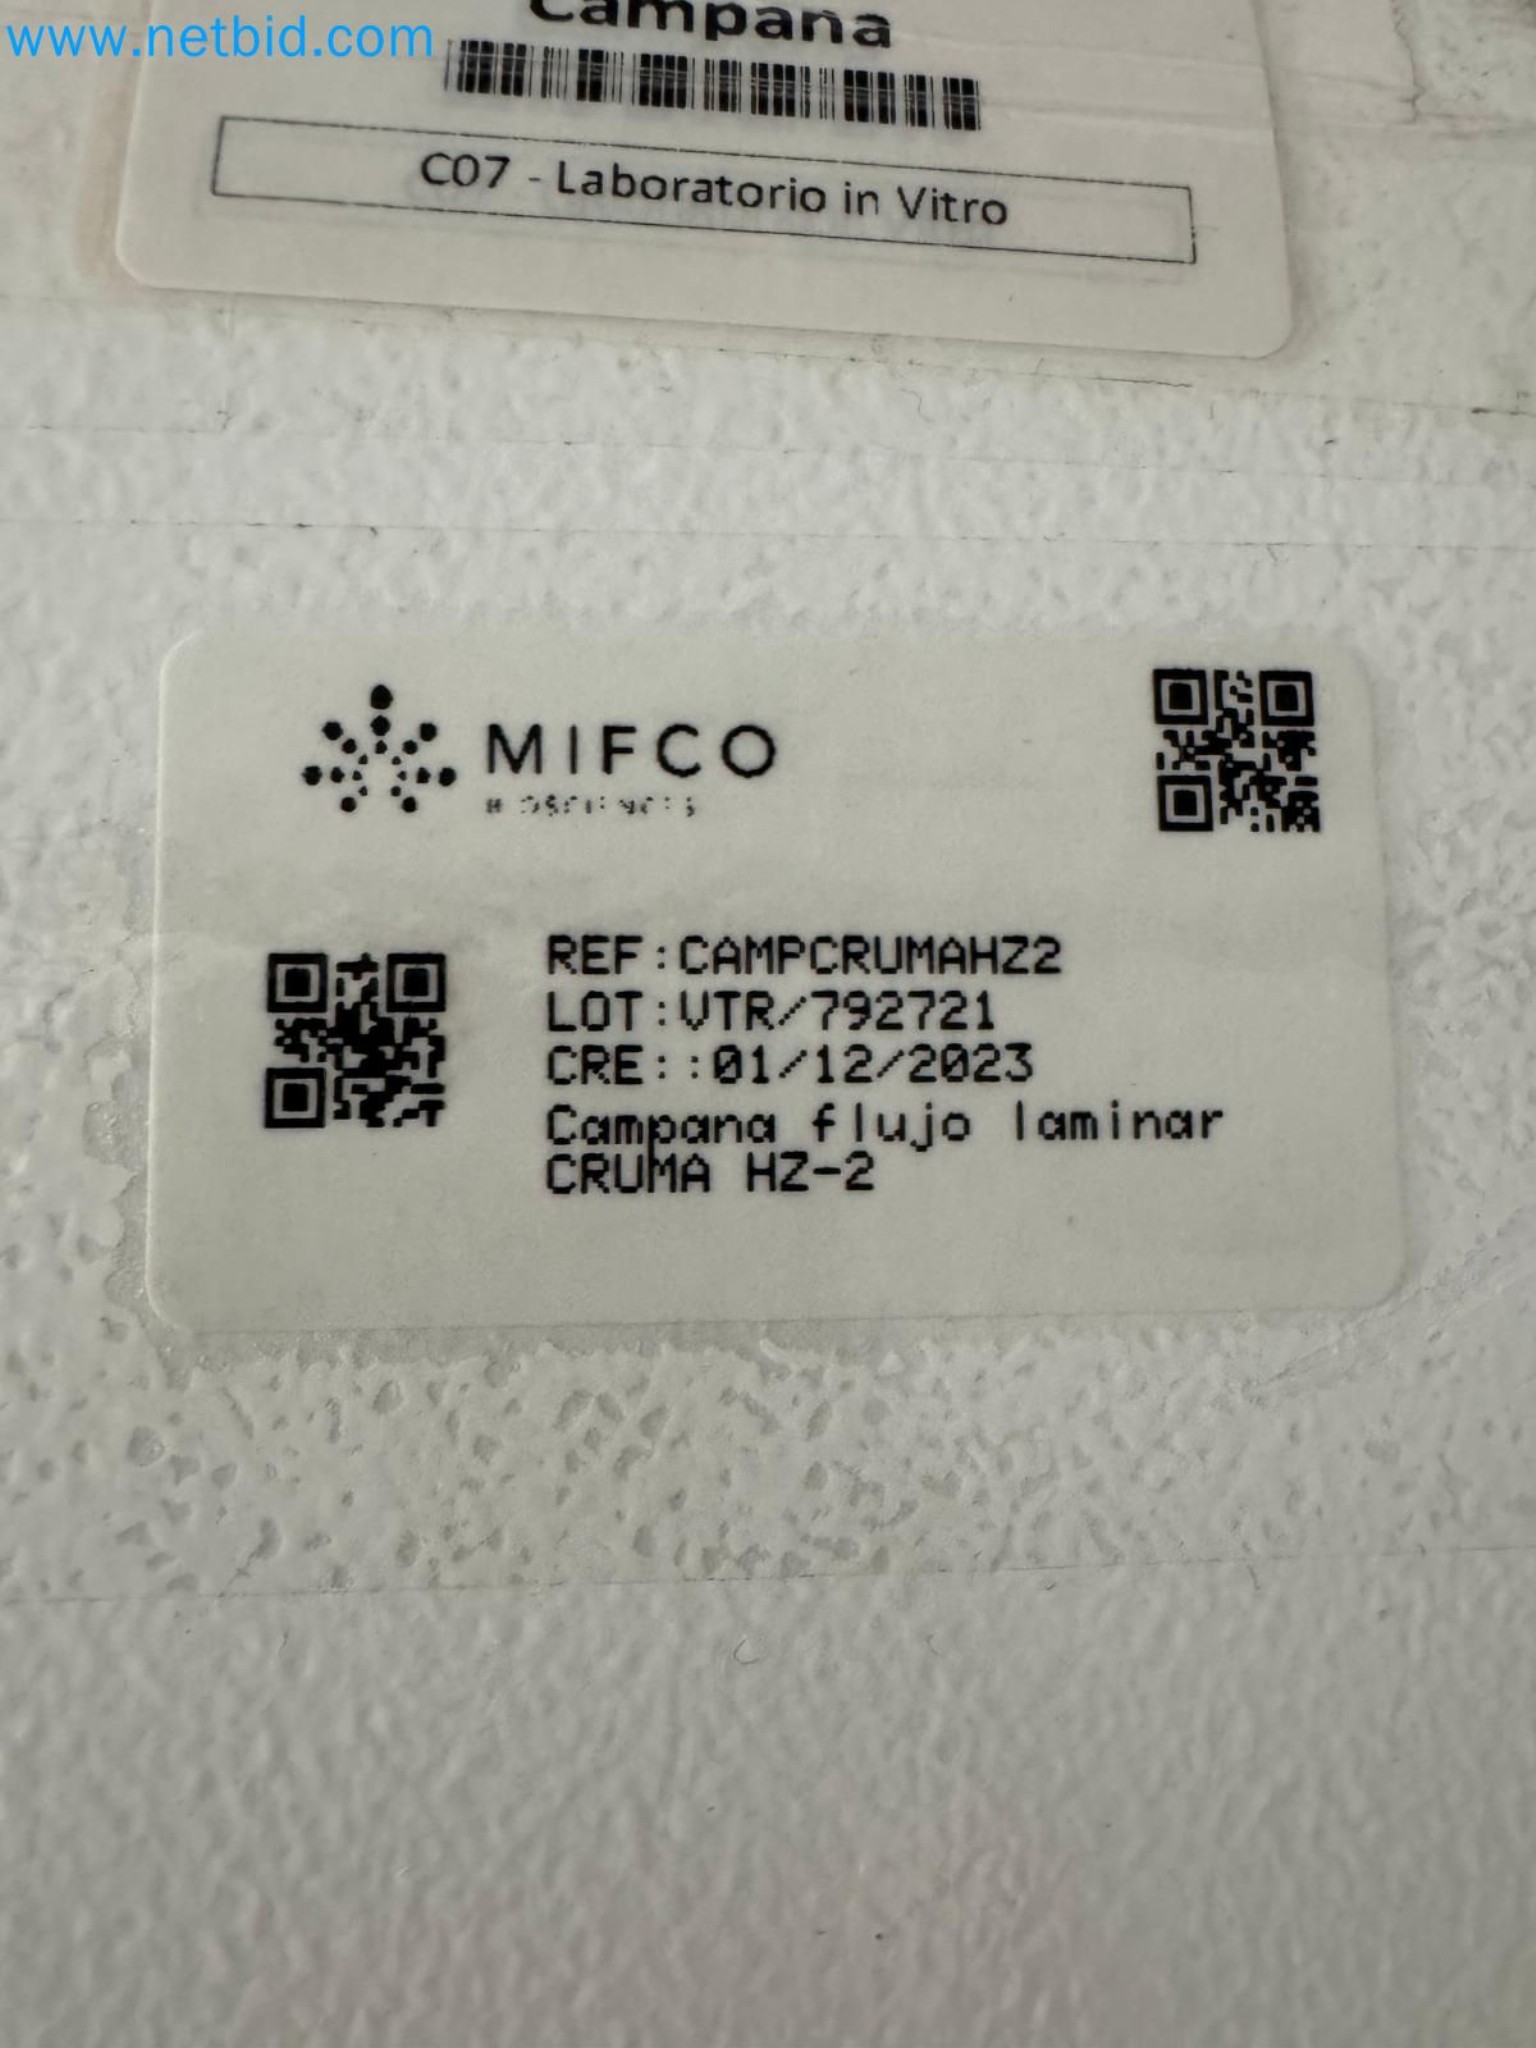 www.netbid.com
Campana
C07 - Laboratorio in Vitro
MIFCO
BIOSCIENCES
REF:CAMPCRUMAHZ2
LOT:VTR/792721
CRE::01/12/2023
Campana flujo laminar
CRUMA HZ-2